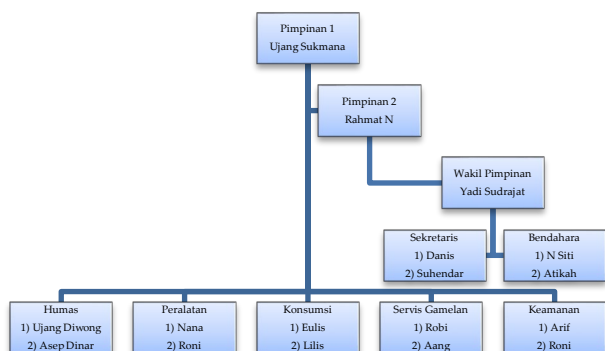 Pimpinan 1
Ujang Sukmana
Pimpinan 2
Rahmat N
Wakil Pimpinan
Yadi Sudrajat
Sekretaris
1) Danis
2) Suhendar
Bendahara
1) N Siti
2) Atikah
Humas
1) Ujang Diwong
2) Asep Dinar
Peralatan
1) Nana
2) Roni
Konsumsi
1) Eulis
2) Lilis
Servis Gamelan
1) Robi
2) Aang
Keamanan
1) Arif
2) Roni